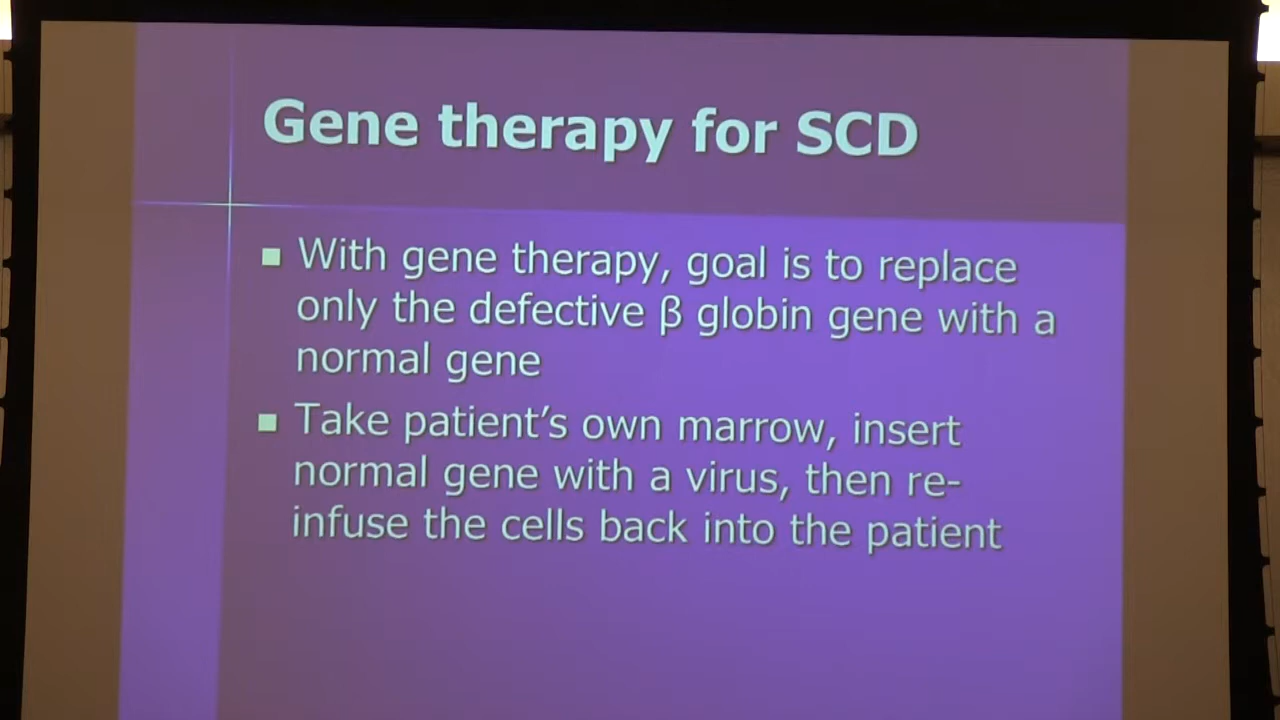 Gene therapy for SCD
■ With gene therapy, goal is to replace
only the defective β globin gene with a
normal gene
■ Take patient’s own marrow, insert
normal gene with a virus, then re-
infuse the cells back into the patient